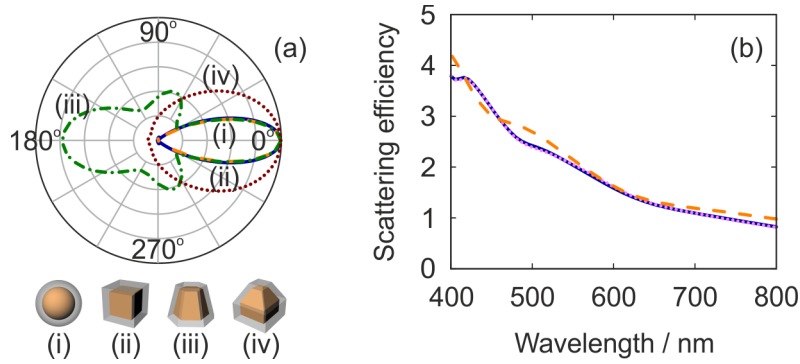 90°
(a)
(iv)
(iii)
(i)
180°
0°
(ii)
270°
(i)
(ii)
(iii)
(iv)
(b)
Scattering efficiency
5
4
3
2
1
0
400
500
600
700
800
Wavelength / nm